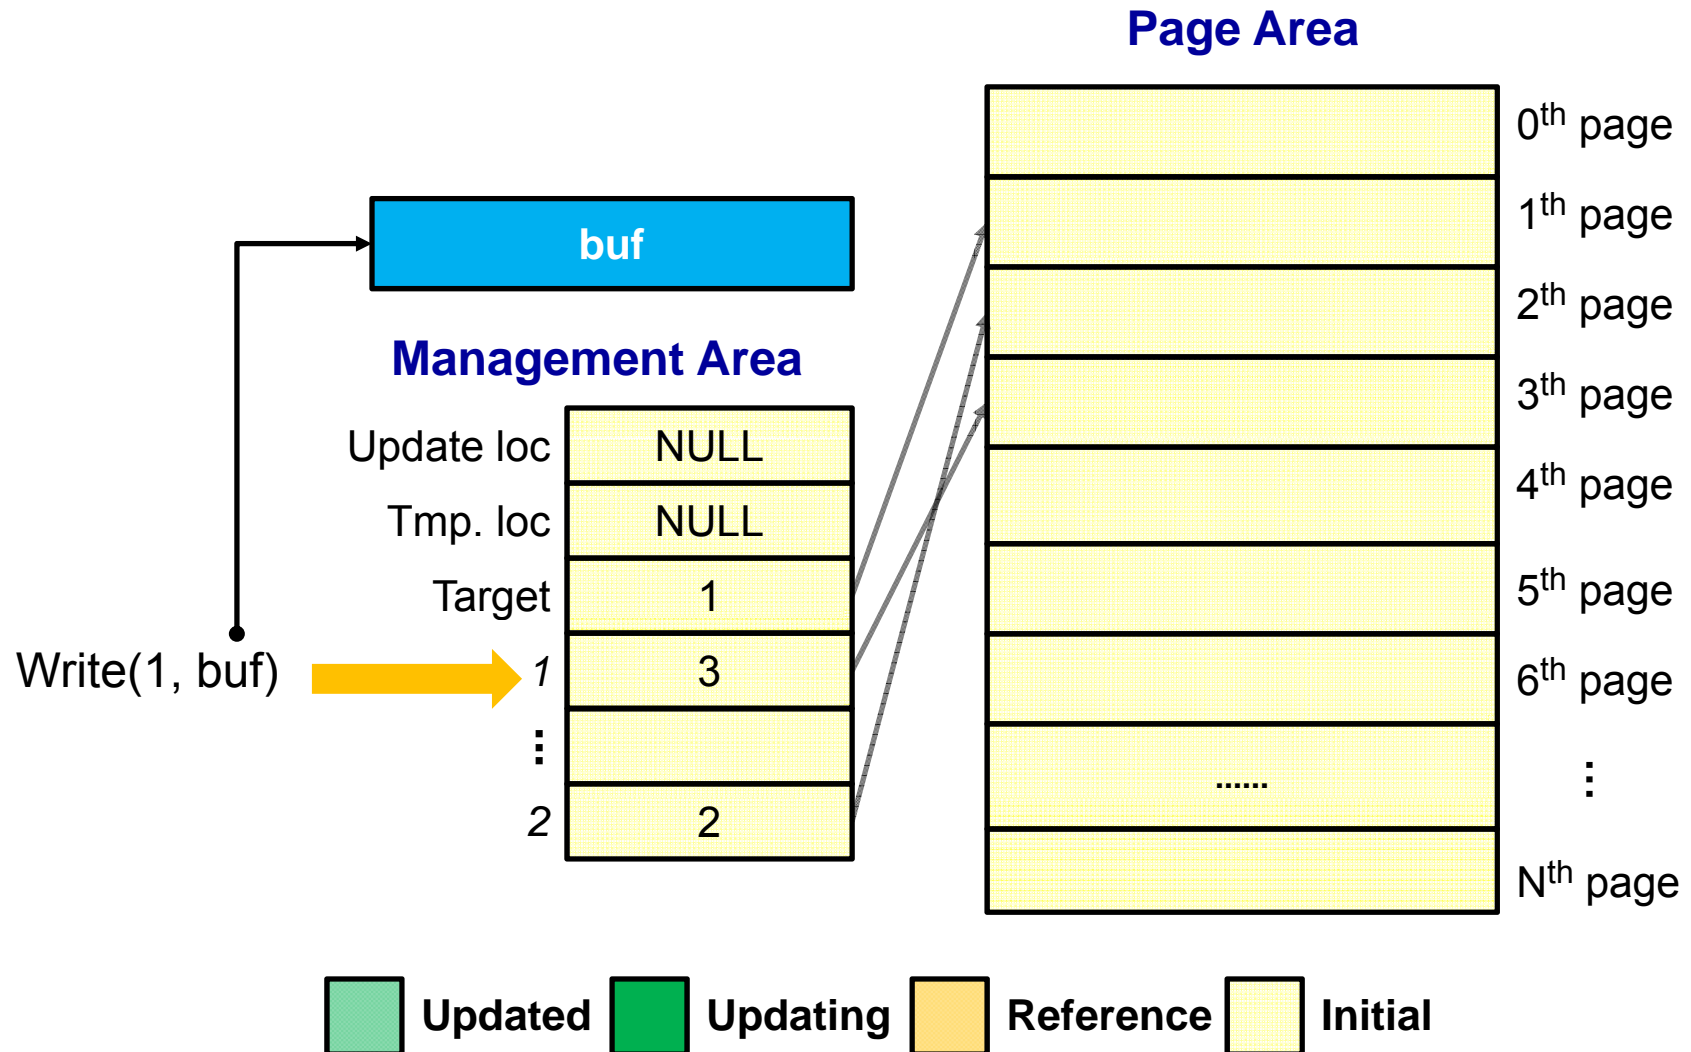 Page Area
0th page
1th page
buf
2th page
Management Area
3th page
Update loc NULL
4th page
Tmp. loc NULL
Target 1
5th page
Write(1, buf) 1 3
6th page
⋮
......
⋮
2 2
Nth page
Updated Updating Reference Initial